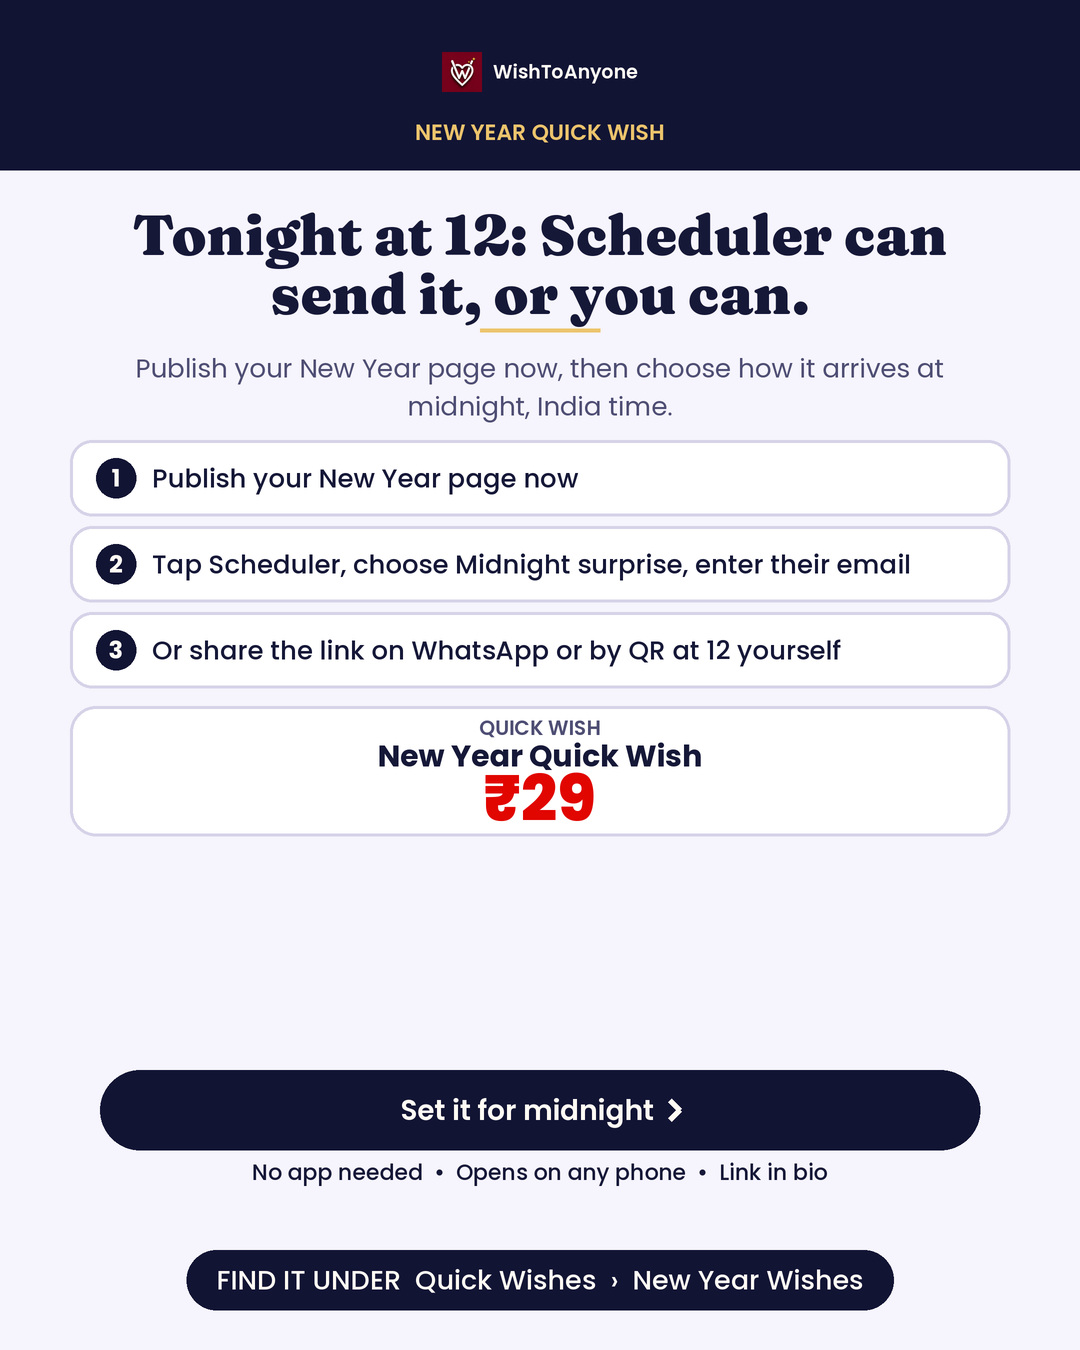 WishToAnyone
NEW YEAR QUICK WISH
Tonight at 12: Scheduler can
send it, or you can.
Publish your New Year page now, then choose how it arrives at
midnight, India time.
1 Publish your New Year page now
2 Tap Scheduler, choose Midnight surprise, enter their email
3 Or share the link on WhatsApp or by QR at 12 yourself
QUICK WISH
New Year Quick Wish
₹29
Set it for midnight ›
No app needed • Opens on any phone • Link in bio
FIND IT UNDER Quick Wishes › New Year Wishes